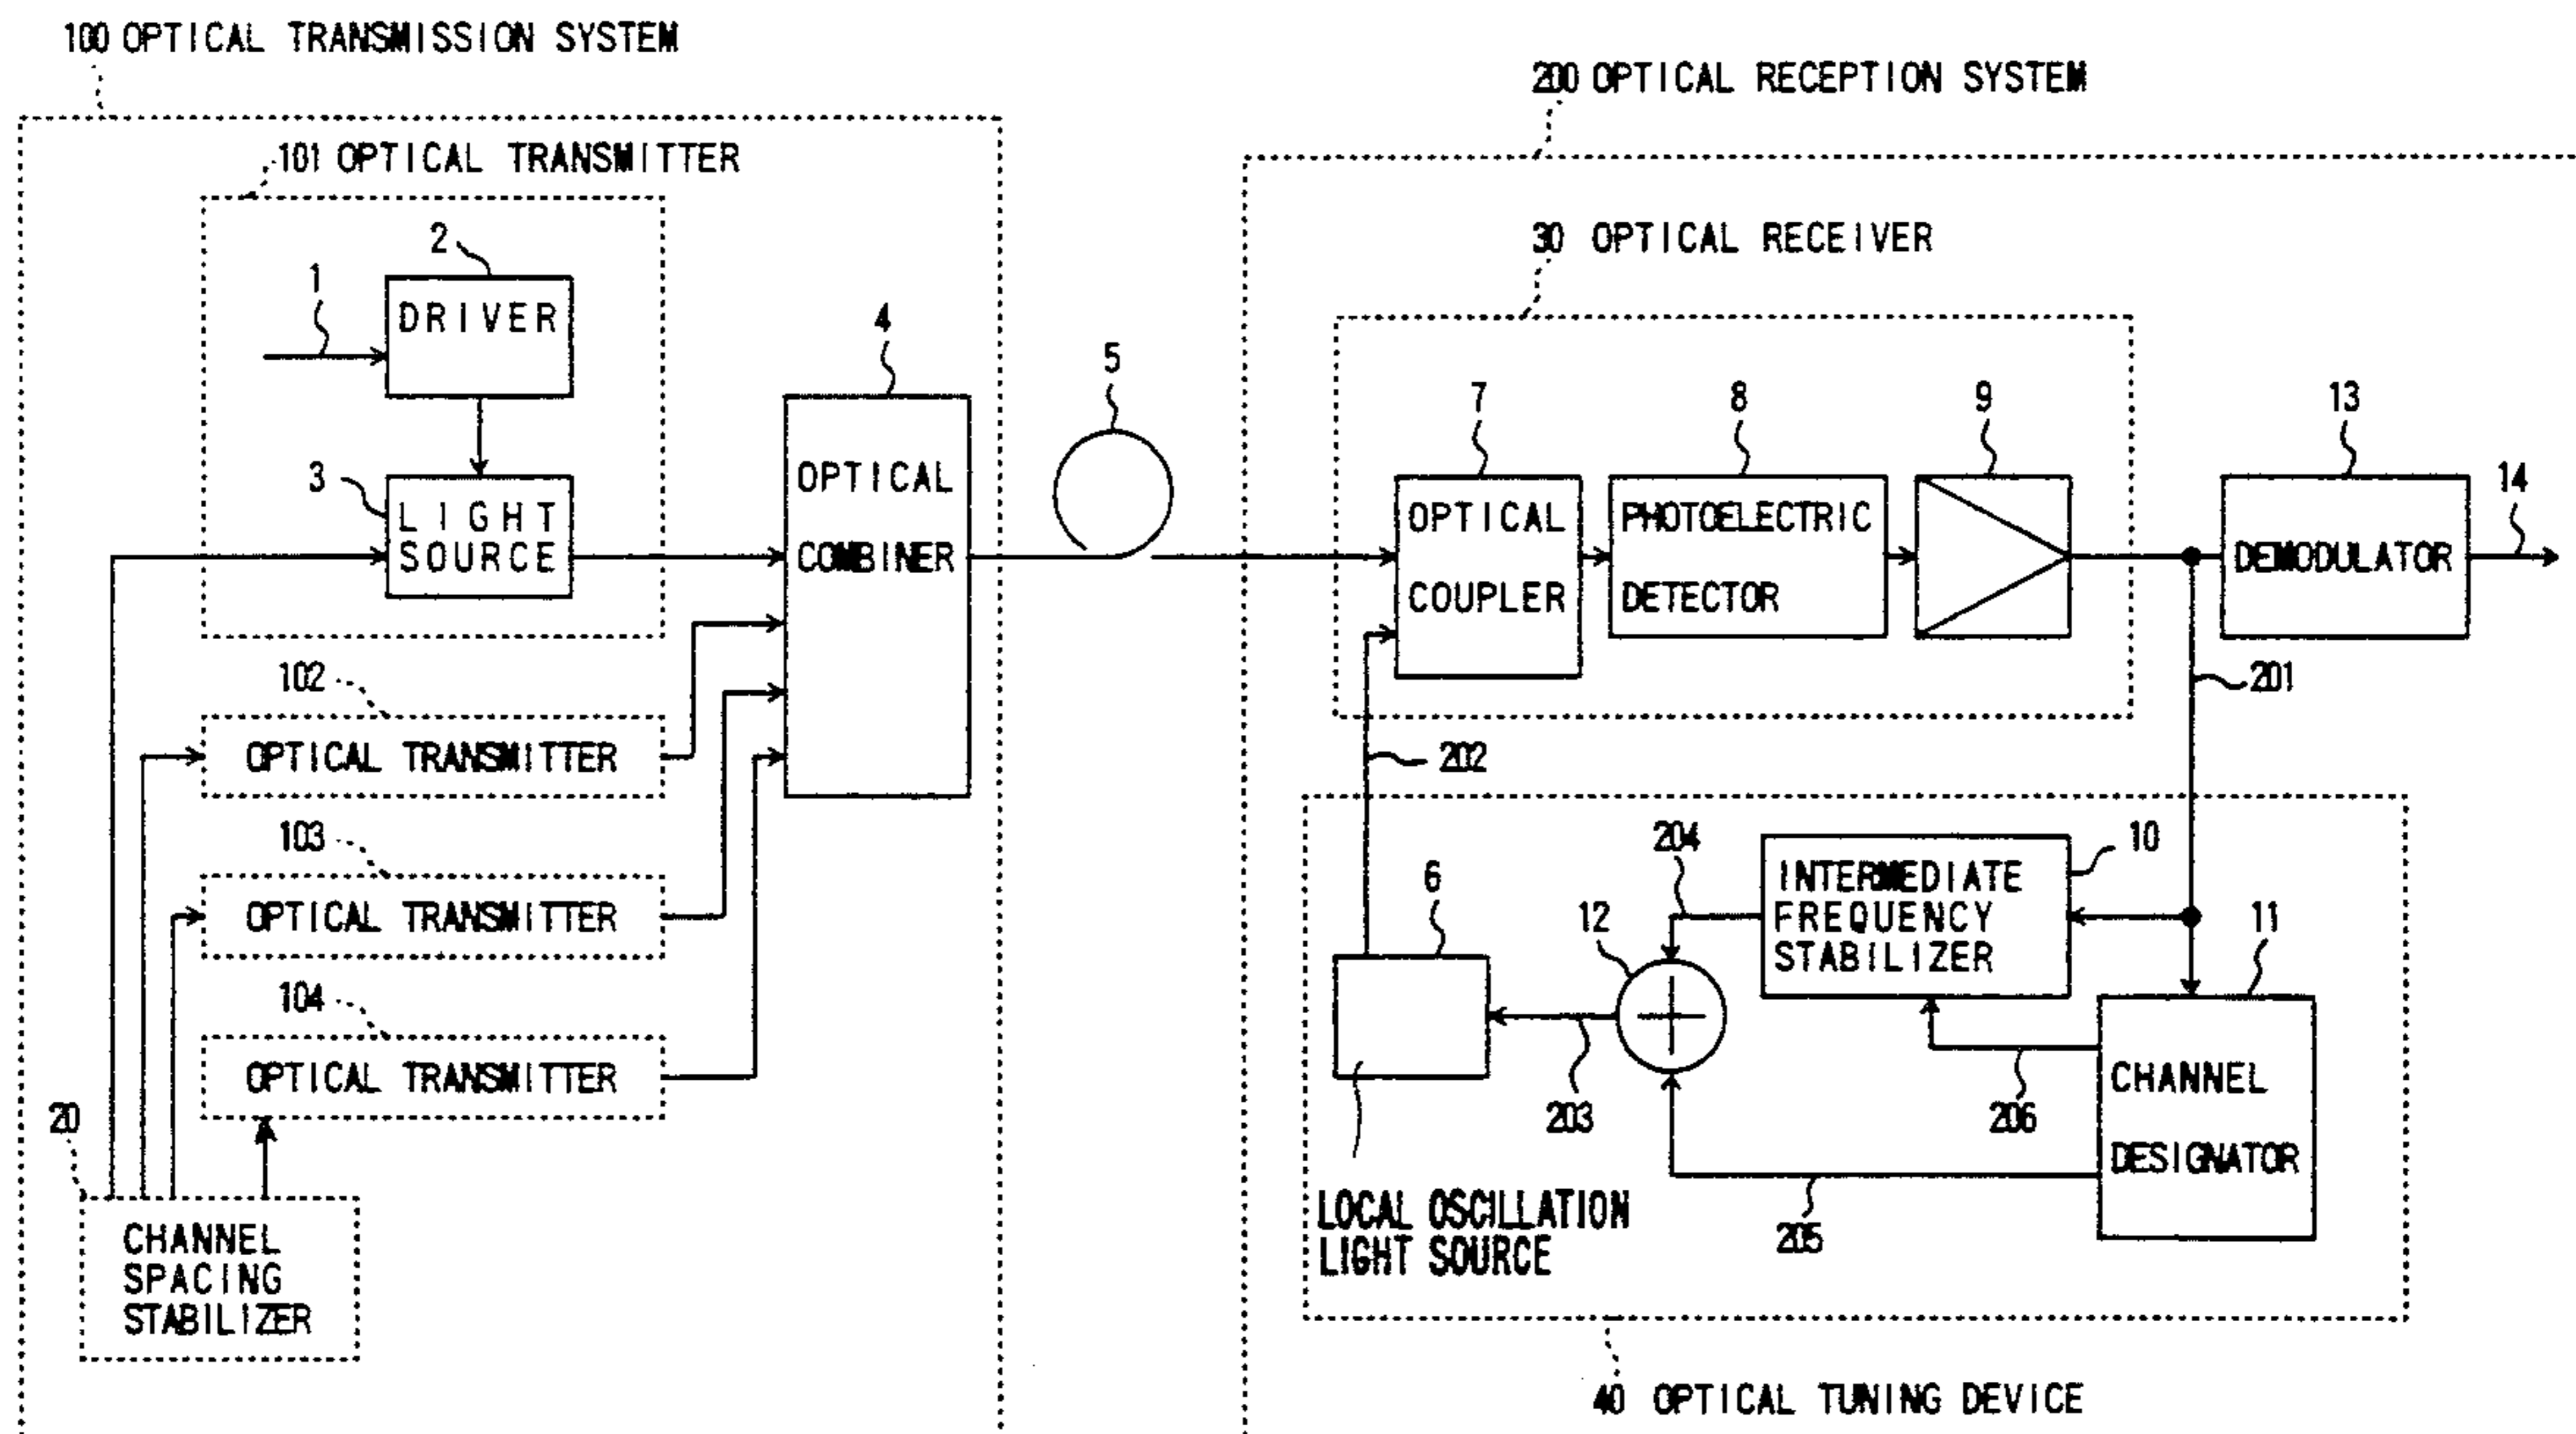 100 OPTICAL TRANSMISSION SYSTEM
200 OPTICAL RECEPTION SYSTEM
101 OPTICAL TRANSMITTER
30 OPTICAL RECEIVER
1
2
DRIVER
3
LIGHT
SOURCE
4
OPTICAL
COMBINER
5
7
OPTICAL
COUPLER
8
PHOTOELECTRIC
DETECTOR
9
13
DEMODULATOR
14
201
202
102
OPTICAL TRANSMITTER
103
OPTICAL TRANSMITTER
104
OPTICAL TRANSMITTER
20
CHANNEL
SPACING
STABILIZER
6
LOCAL OSCILLATION
LIGHT SOURCE
203
12
204
INTERMEDIATE
FREQUENCY
STABILIZER
10
11
CHANNEL
DESIGNATOR
206
205
40 OPTICAL TUNING DEVICE